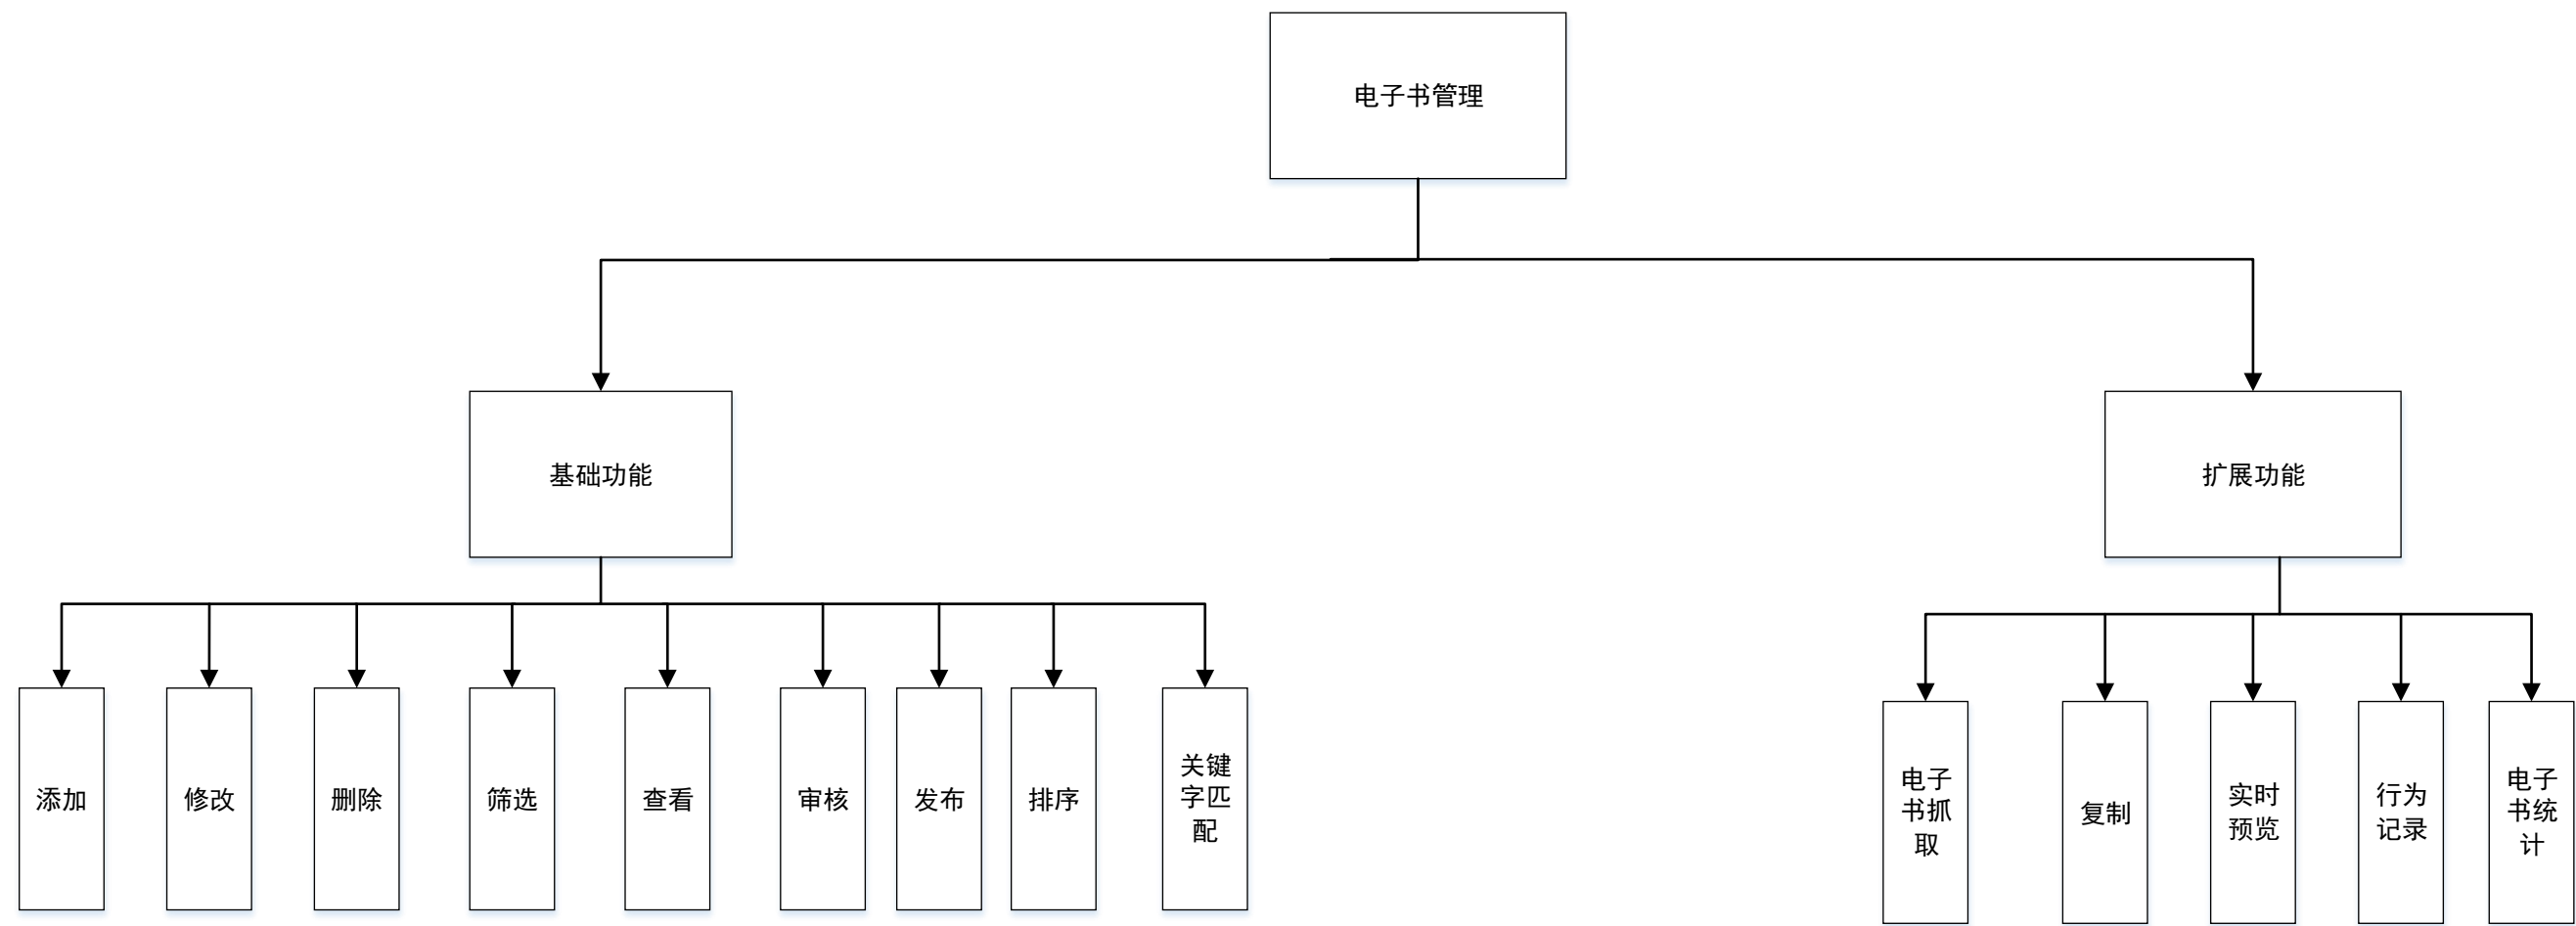 电子书管理
基础功能
扩展功能
添加
修改
删除
筛选
查看
审核
发布
排序
关键
字匹
配
电子
书抓
取
复制
实时
预览
行为
记录
电子
书统
计